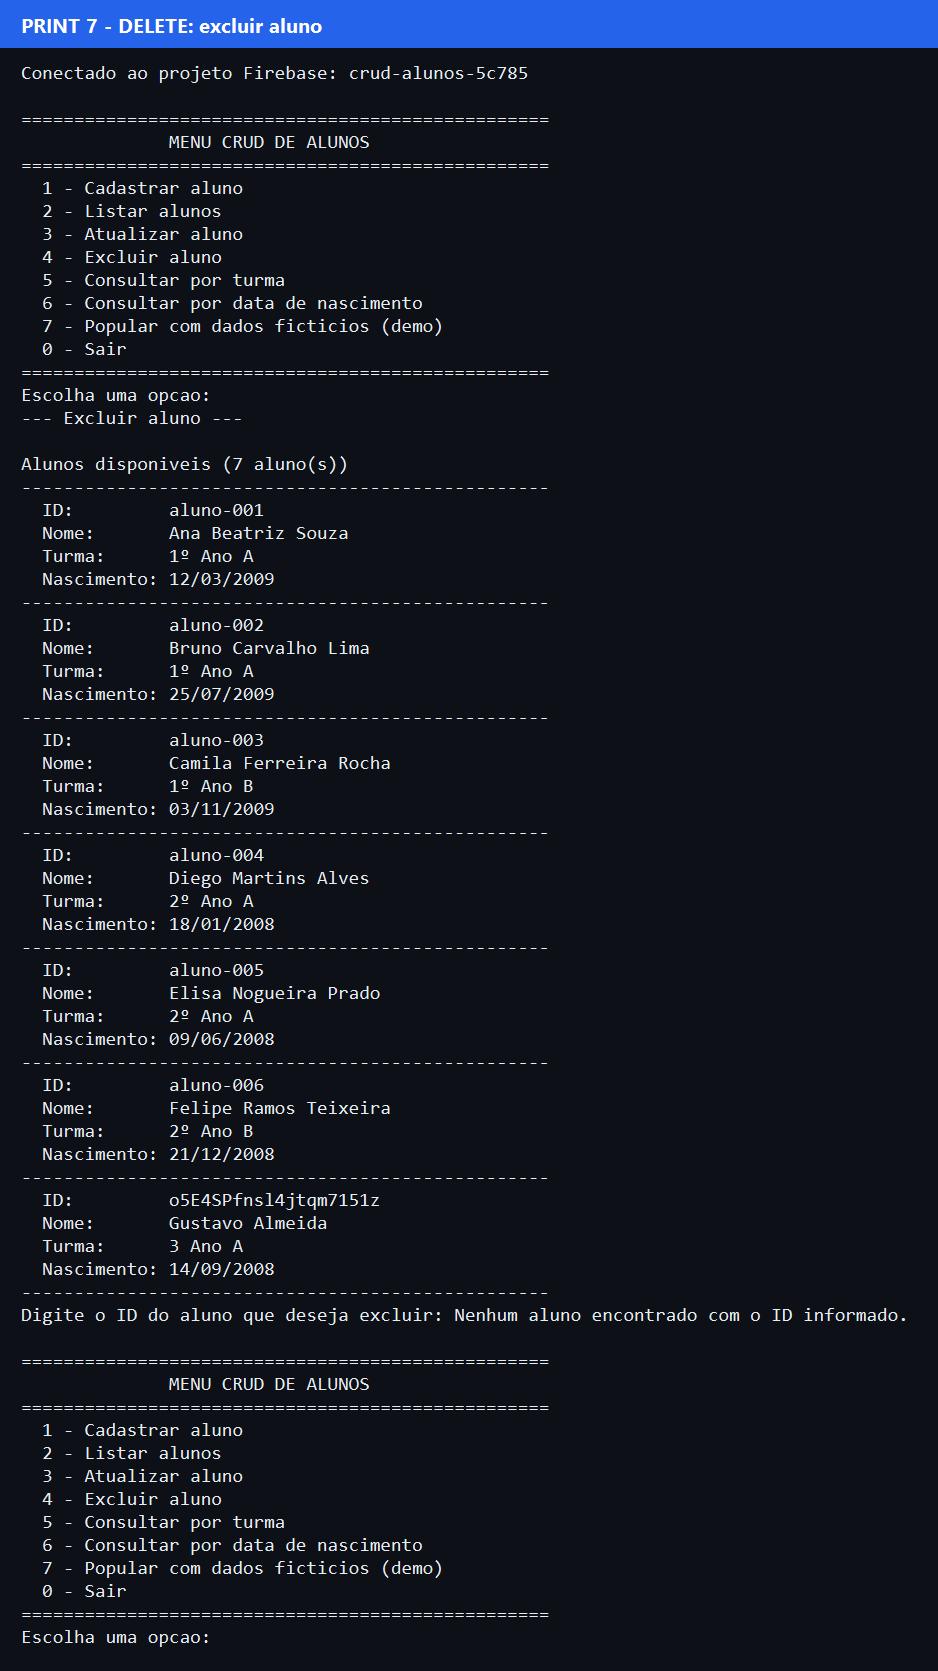 PRINT 7 - DELETE: excluir aluno
Conectado ao projeto Firebase: crud-alunos-5c785
==================================================
MENU CRUD DE ALUNOS
==================================================
1 - Cadastrar aluno
2 - Listar alunos
3 - Atualizar aluno
4 - Excluir aluno
5 - Consultar por turma
6 - Consultar por data de nascimento
7 - Popular com dados ficticios (demo)
0 - Sair
==================================================
Escolha uma opcao:
--- Excluir aluno ---
Alunos disponiveis (7 aluno(s))
--------------------------------------------------
ID: aluno-001
Nome: Ana Beatriz Souza
Turma: 1º Ano A
Nascimento: 12/03/2009
--------------------------------------------------
ID: aluno-002
Nome: Bruno Carvalho Lima
Turma: 1º Ano A
Nascimento: 25/07/2009
--------------------------------------------------
ID: aluno-003
Nome: Camila Ferreira Rocha
Turma: 1º Ano B
Nascimento: 03/11/2009
--------------------------------------------------
ID: aluno-004
Nome: Diego Martins Alves
Turma: 2º Ano A
Nascimento: 18/01/2008
--------------------------------------------------
ID: aluno-005
Nome: Elisa Nogueira Prado
Turma: 2º Ano A
Nascimento: 09/06/2008
--------------------------------------------------
ID: aluno-006
Nome: Felipe Ramos Teixeira
Turma: 2º Ano B
Nascimento: 21/12/2008
--------------------------------------------------
ID: o5E4SPfnsl4jtqm7151z
Nome: Gustavo Almeida
Turma: 3 Ano A
Nascimento: 14/09/2008
--------------------------------------------------
Digite o ID do aluno que deseja excluir: Nenhum aluno encontrado com o ID informado.
==================================================
MENU CRUD DE ALUNOS
==================================================
1 - Cadastrar aluno
2 - Listar alunos
3 - Atualizar aluno
4 - Excluir aluno
5 - Consultar por turma
6 - Consultar por data de nascimento
7 - Popular com dados ficticios (demo)
0 - Sair
==================================================
Escolha uma opcao: